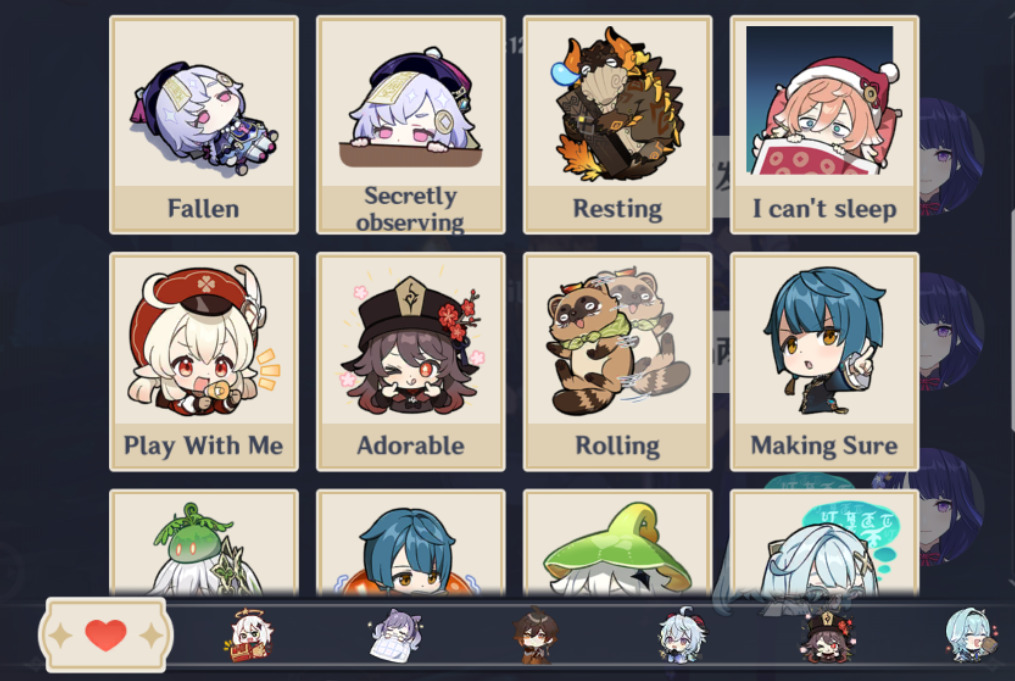 Fallen
Secretly
observing
Resting
I can't sleep
Play With Me
Adorable
Rolling
Making Sure